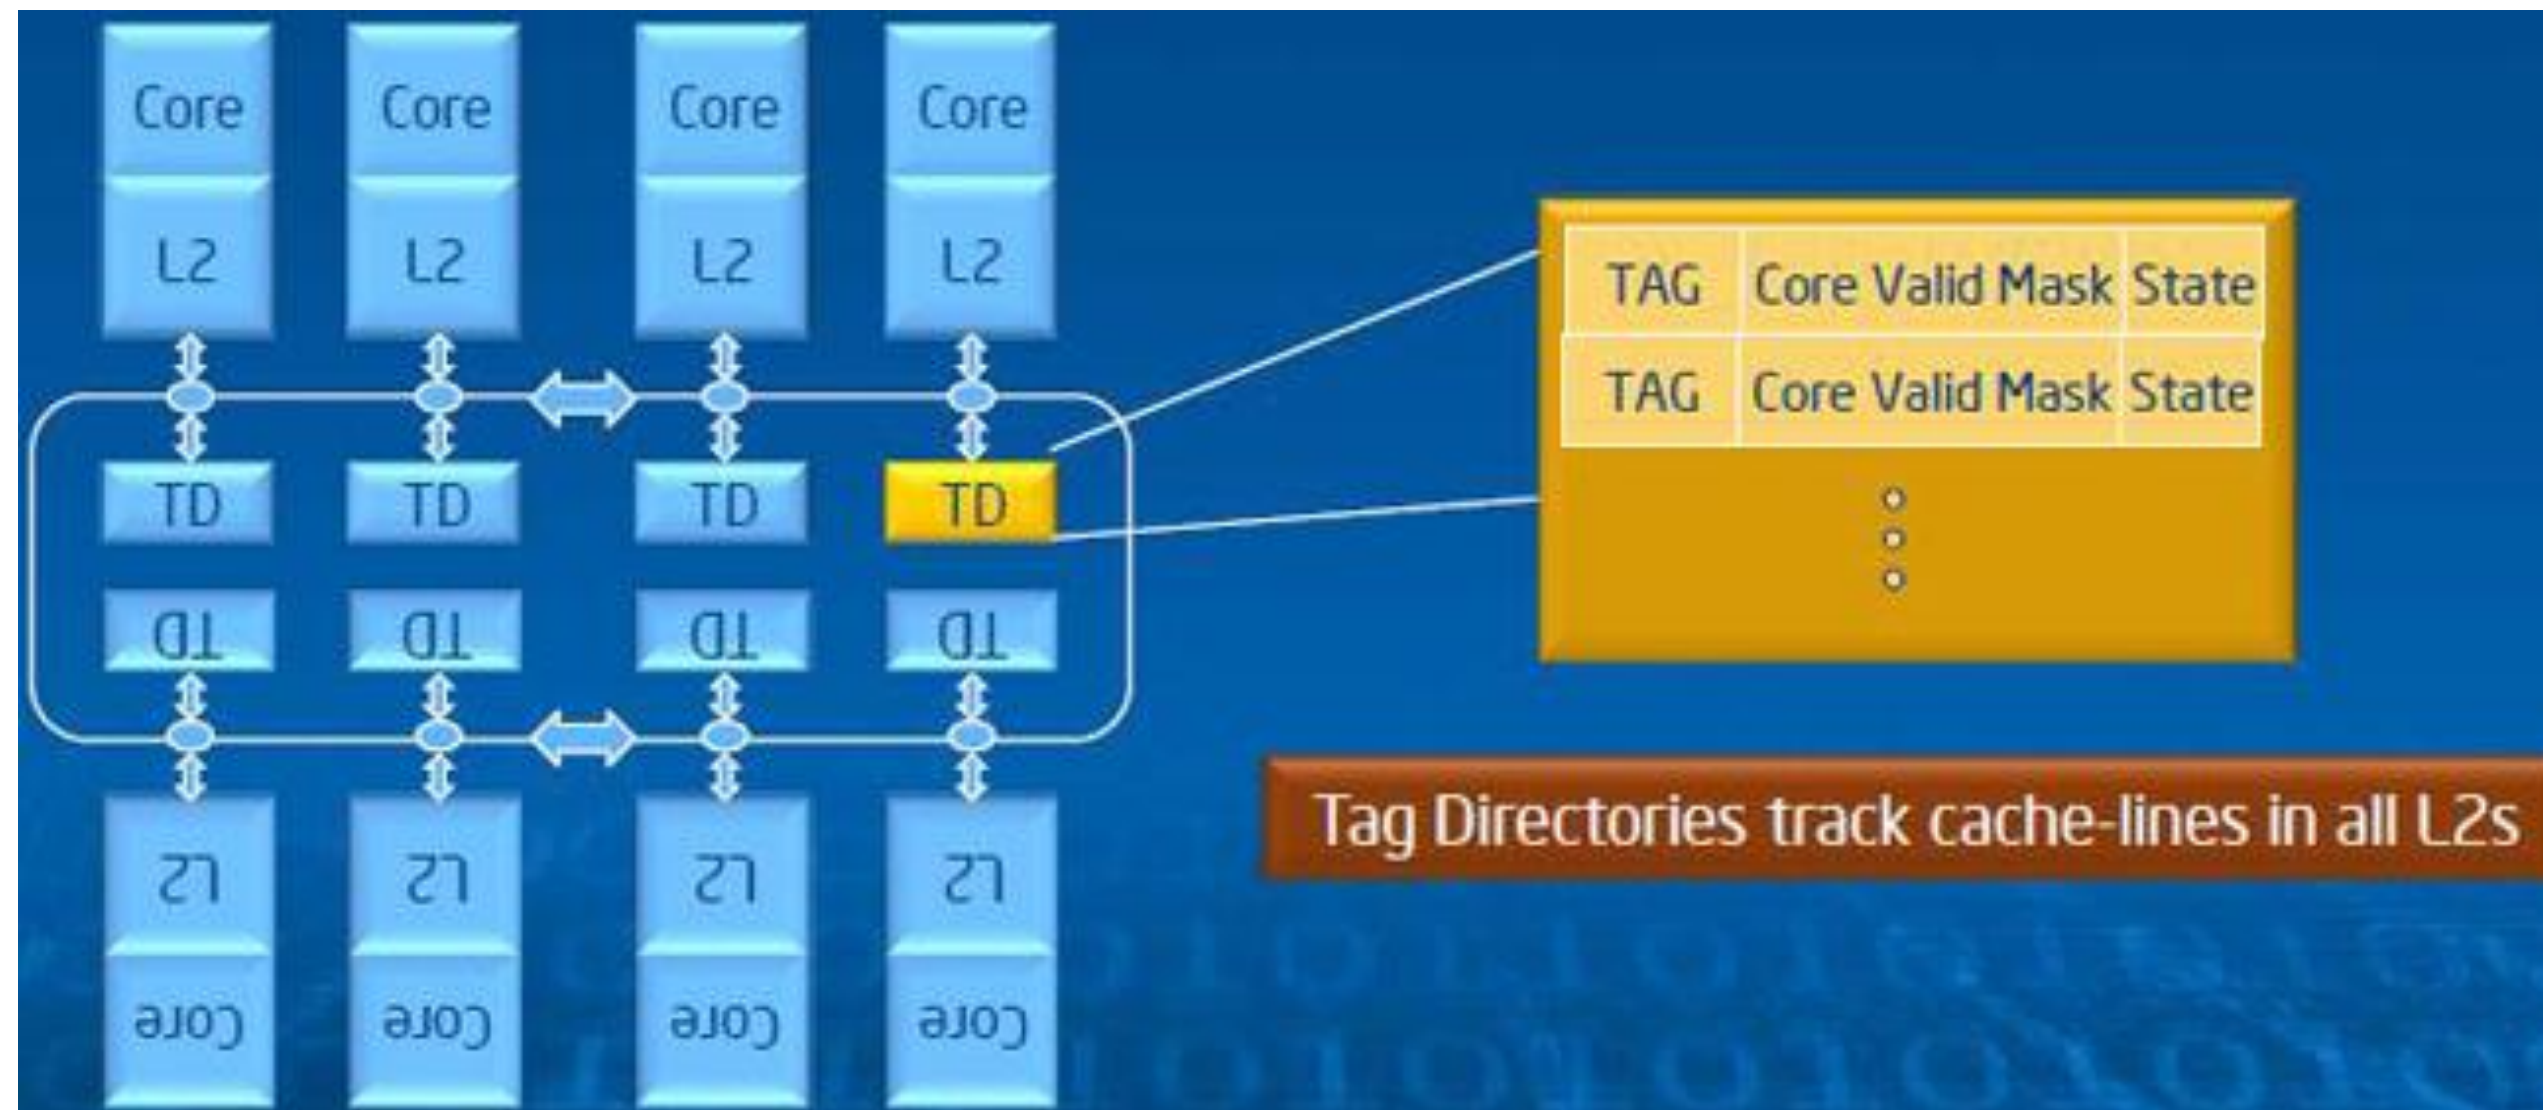 Core Core Core Core
L2 L2 L2 L2
TAG Core Valid Mask State
TAG Core Valid Mask State
TD TD TD TD
TD TD TD TD
Tag Directories track cache-lines in all L2s
L2 L2 L2 L2
Core Core Core Core